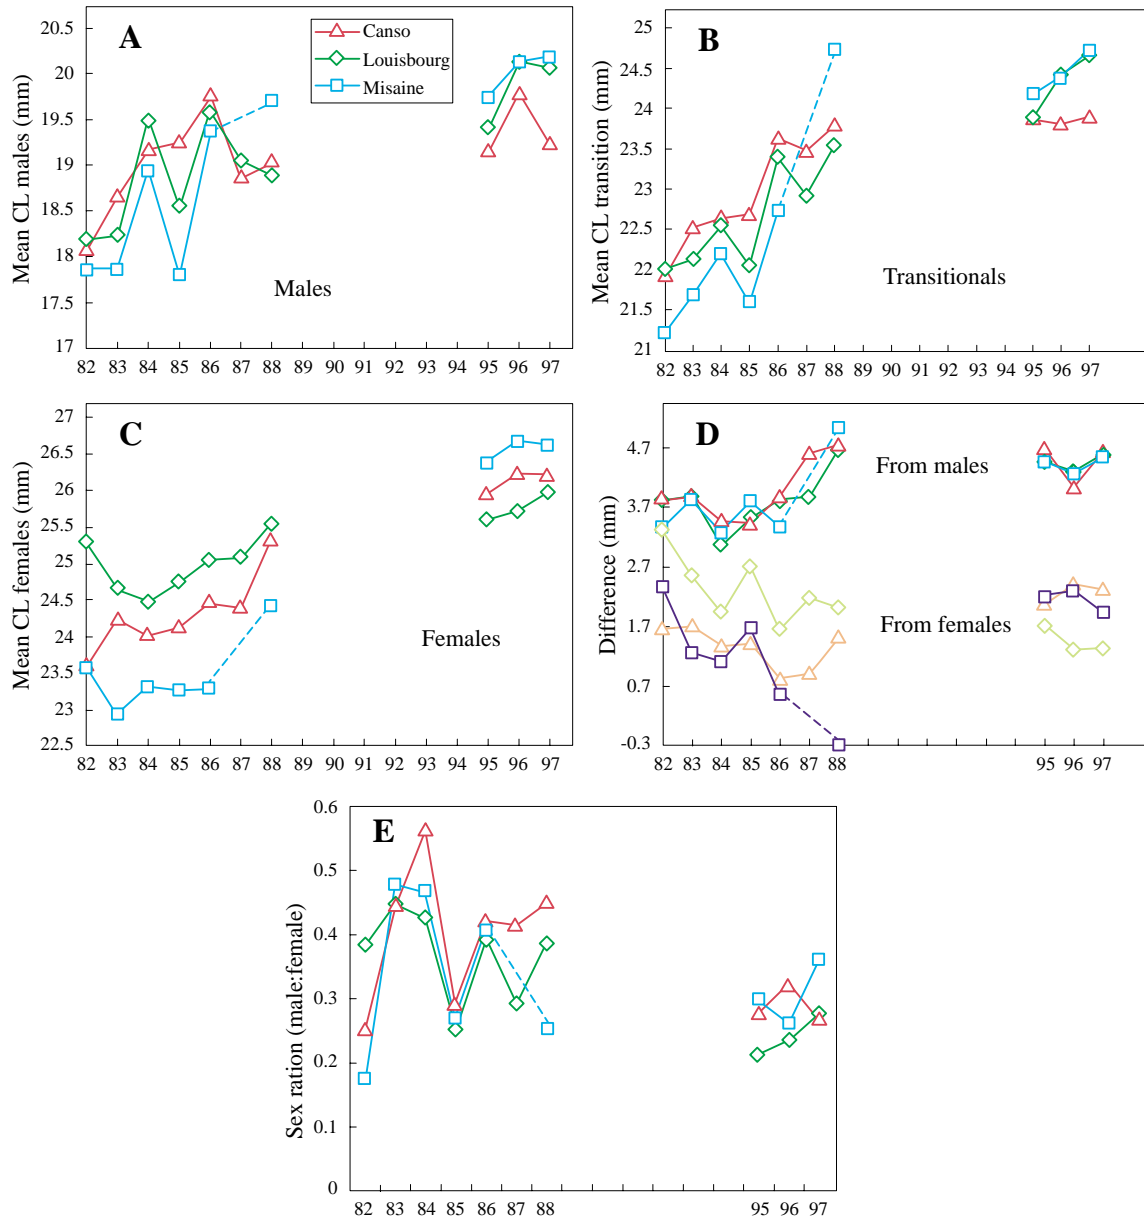 A
Canso
Louisbourg
Misaine
Mean CL males (mm)
20.5
20
19.5
19
18.5
18
17.5
17
Males
82 83 84 85 86 87 88 89 90 91 92 93 94 95 96 97
B
Mean CL transition (mm)
25
24.5
24
23.5
23
22.5
22
21.5
21
Transitionals
82 83 84 85 86 87 88 89 90 91 92 93 94 95 96 97
C
Mean CL females (mm)
27
26.5
26
25.5
25
24.5
24
23.5
23
22.5
Females
82 83 84 85 86 87 88 89 90 91 92 93 94 95 96 97
D
Difference (mm)
4.7
3.7
2.7
1.7
0.7
-0.3
From males
From females
82 83 84 85 86 87 88 95 96 97
E
Sex ration (male:female)
0.6
0.5
0.4
0.3
0.2
0.1
0
82 83 84 85 86 87 88 95 96 97